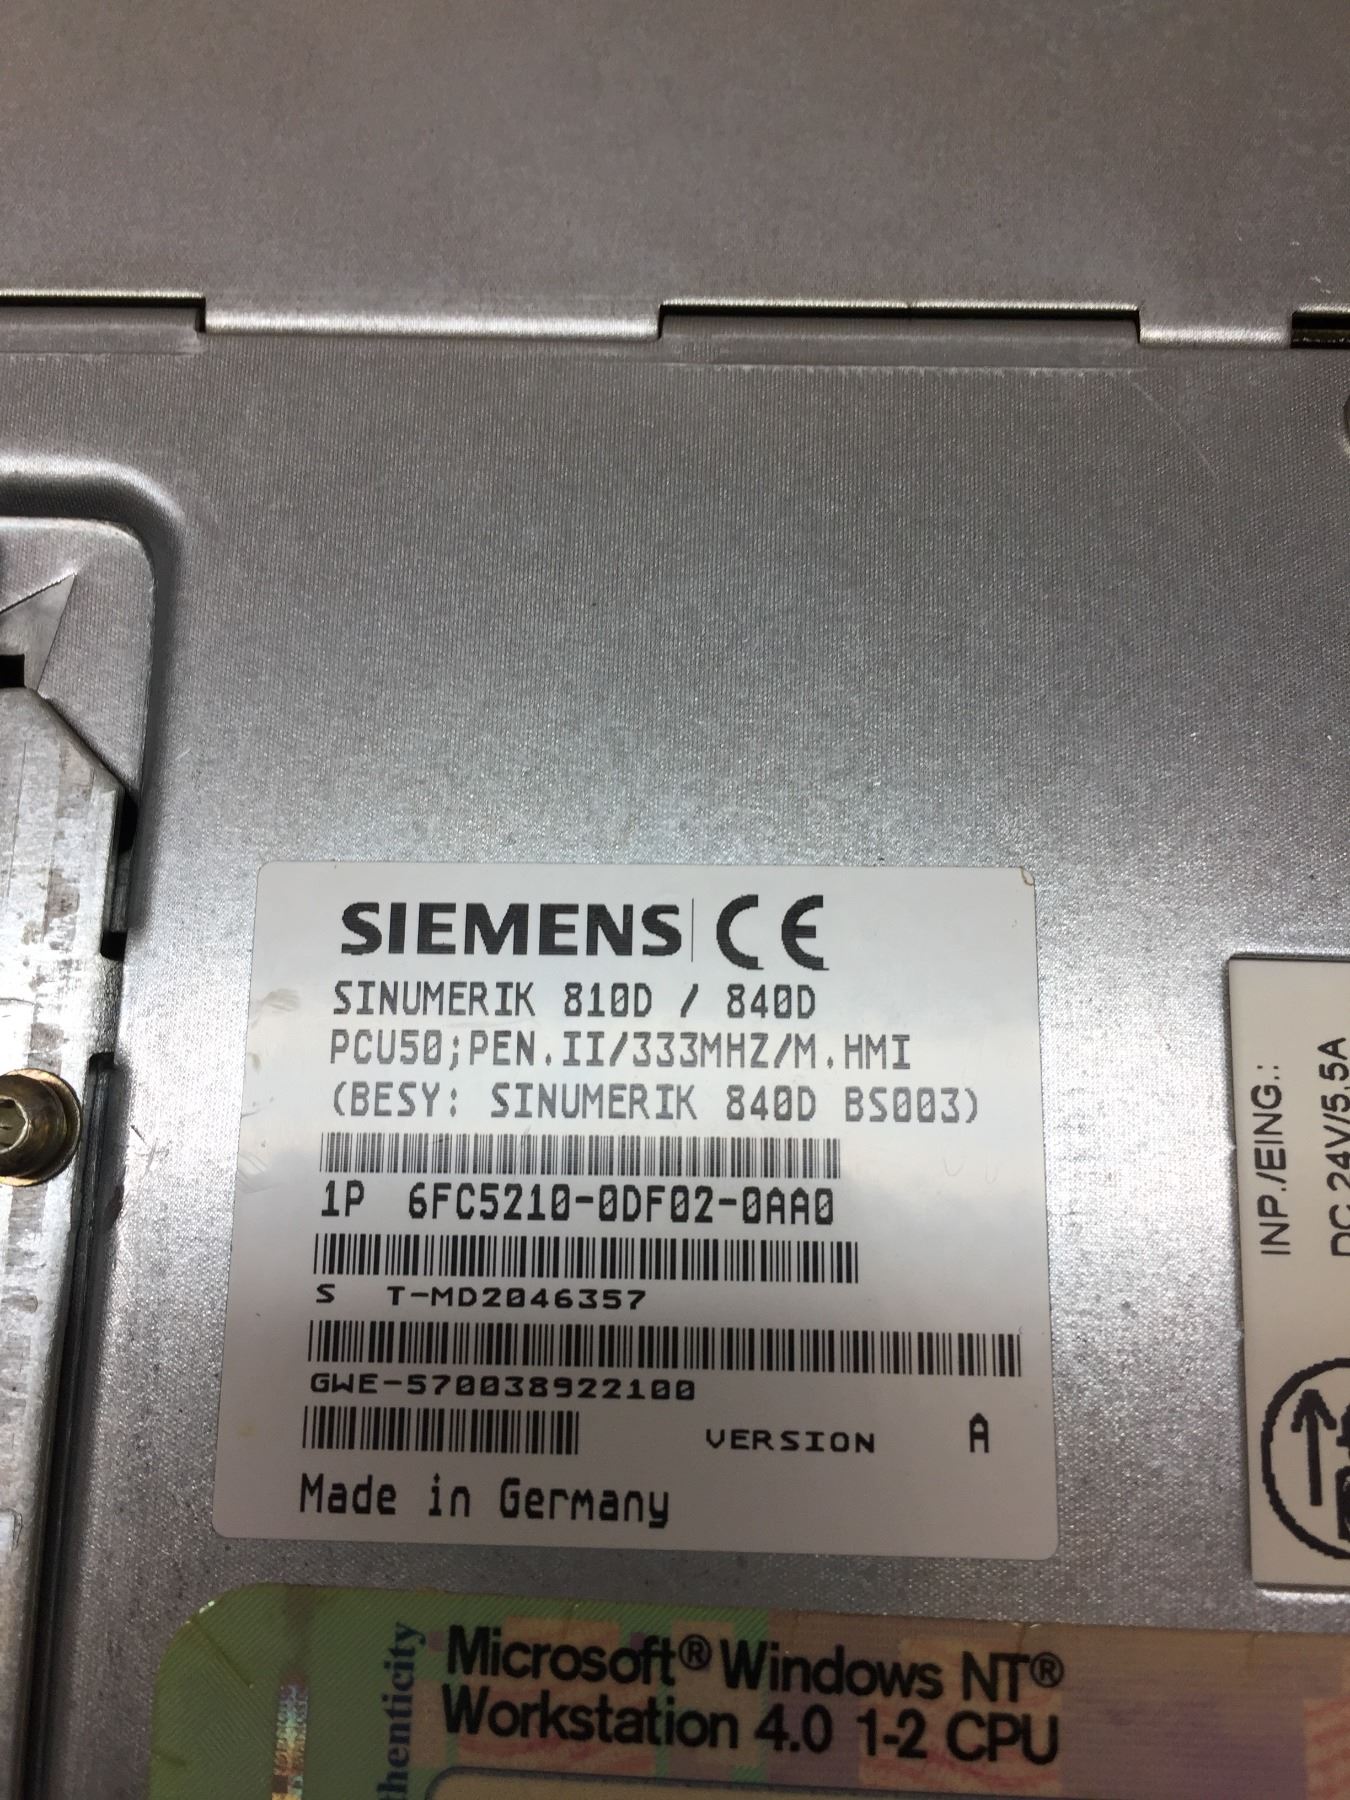 SIEMENS CE
SINUMERIK 810D / 840D
PCU50;PEN.II/333MHZ/M.HMI
(BESY: SINUMERIK 840D BS003)
1P 6FC5210-0DF02-0AA0
S T-MD2046357
GWE-570038922100
VERSION A
Made in Germany
INP./EING.:
DC 24V/5.5A
Microsoft® Windows NT®
Workstation 4.0 1-2 CPU